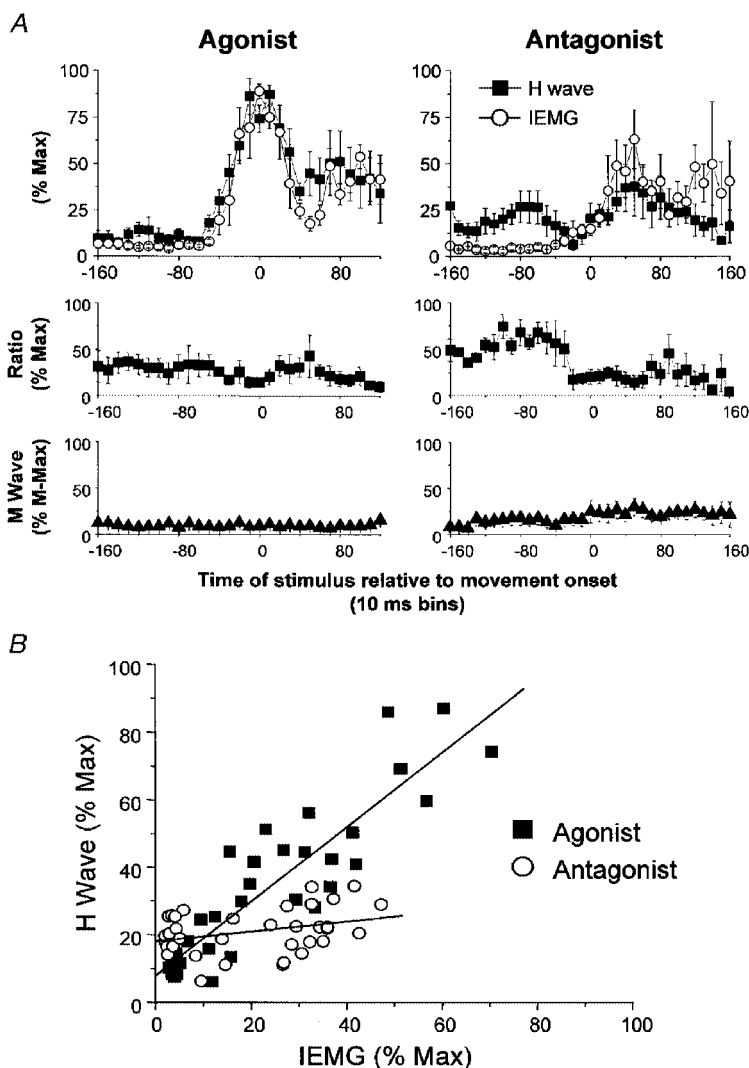 A
Agonist
Antagonist
100
75
50
25
0
(% Max)
-160 -80 0 80
H wave
IEMG
100
75
50
25
0
-160 -80 0 80 160
Ratio
(% Max)
100
50
0
-160 -80 0 80
100
50
0
-160 -80 0 80 160
M Wave
(% M-Max)
100
50
0
-160 -80 0 80
100
50
0
-160 -80 0 80 160
Time of stimulus relative to movement onset
(10 ms bins)
B
H Wave (% Max)
100
80
60
40
20
0
Agonist
Antagonist
0 20 40 60 80 100
IEMG (% Max)